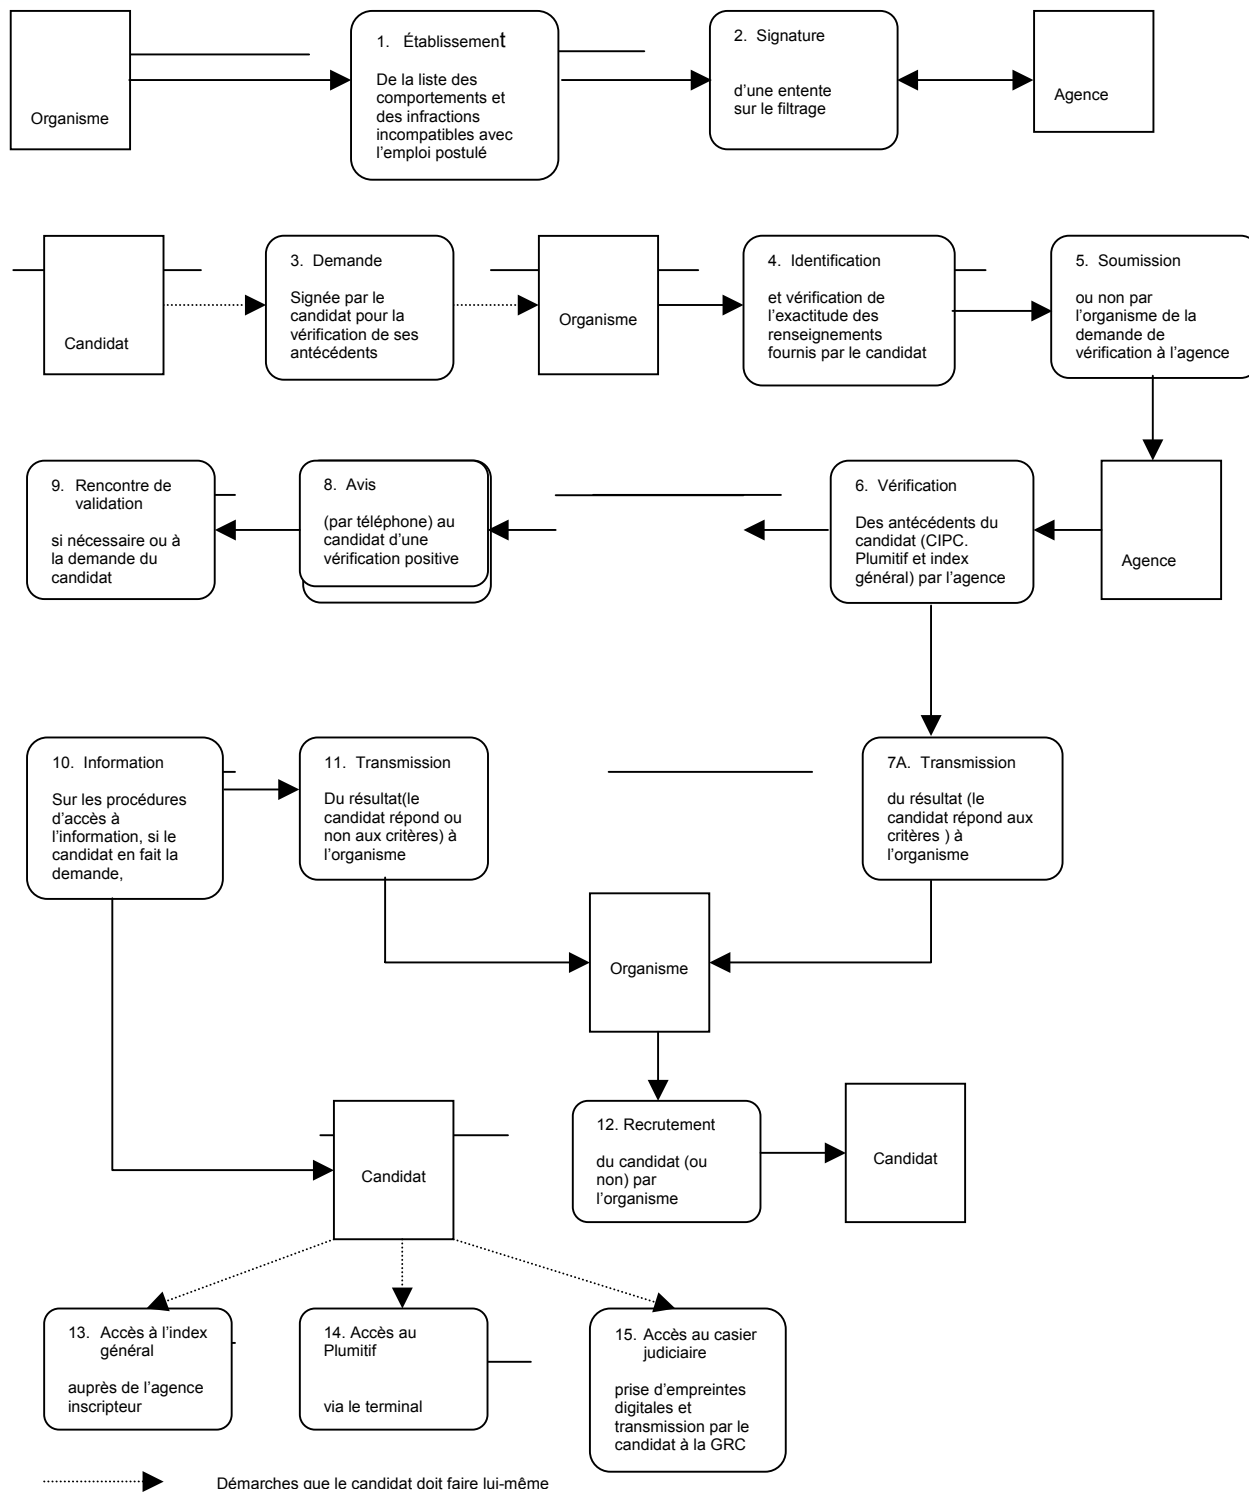 Organisme
1. Établissement
De la liste des
comportements et
des infractions
incompatibles avec
l'emploi postulé
2. Signature
d'une entente
sur le filtrage
Agence
Candidat
3. Demande
Signée par le
candidat pour la
vérification de ses
antécédents
Organisme
4. Identification
et vérification de
l'exactitude des
renseignements
fournis par le candidat
5. Soumission
ou non par
l'organisme de la
demande de
vérification à l'agence
9. Rencontre de
validation
si nécessaire ou à
la demande du
candidat
8. Avis
(par téléphone) au
candidat d'une
vérification positive
6. Vérification
Des antécédents du
candidat (CIPC.
Plumitif et index
général) par l'agence
Agence
10. Information
Sur les procédures
d'accès à
l'information, si le
candidat en fait la
demande,
11. Transmission
Du résultat(le
candidat répond ou
non aux critères) à
l'organisme
7A. Transmission
du résultat (le
candidat répond aux
critères ) à
l'organisme
Organisme
Candidat
12. Recrutement
du candidat (ou
non) par
l'organisme
Candidat
13. Accès à l'index
général
auprès de l'agence
inscripteur
14. Accès au
Plumitif
via le terminal
15. Accès au casier
judiciaire
prise d'empreintes
digitales et
transmission par le
candidat à la GRC
Démarches que le candidat doit faire lui-même